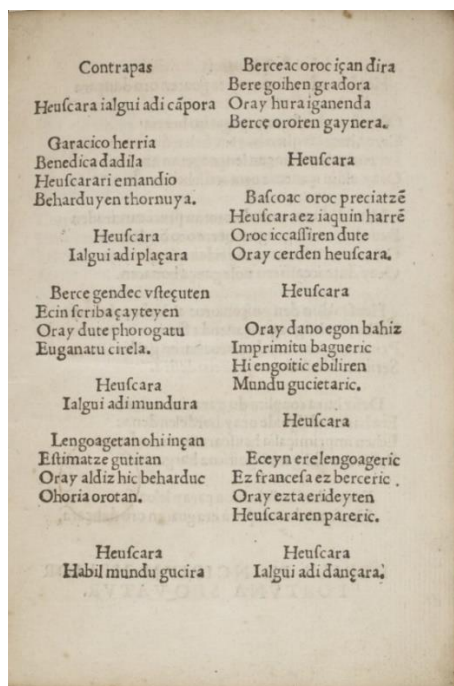 Contrapas
Heuſcara ialgui adi cãpora
Garacico herria
Benedica dadila
Heuſcarari emandio
Beharduyen thornuya.
Heuſcara
Ialgui adi plaçara
Berce gendec vſteçuten
Ecin ſcriba çayteyen
Oray dute phorogatu
Euganatu cirela.
Heuſcara
Ialgui adi mundura
Lengoagetan ohi inçan
Eſtimatze gutitan
Oray aldiz hic beharduc
Ohoria orotan.
Heuſcara
Habil mundu gucira
Berceac oroc içan dira
Bere goihen gradora
Oray hura iganenda
Berce ororen gaynera.
Heuſcara
Baſcoac oroc preciatzẽ
Heuſcara ez iaquin harrẽ
Oroc iccaſſiren dute
Oray cerden heuſcara.
Heuſcara
Oray dano egon bahiz
Imprimitu bagueric
Hi engoitic ebiliren
Mundu gucietaric.
Heuſcara
Eceyn ere lengoageric
Ez franceſa ez berceric
Oray ezta erideyten
Heuſcararen pareric.
Heuſcara
Ialgui adi dançara.